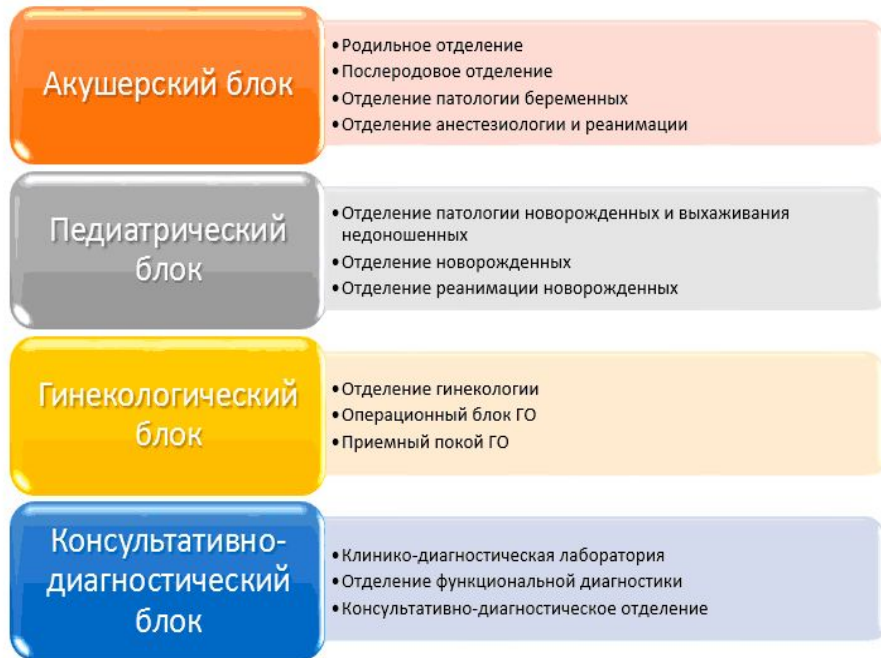 Акушерский блок
• Родильное отделение
• Послеродовое отделение
• Отделение патологии беременных
• Отделение анестезиологии и реанимации
Педиатрический
блок
• Отделение патологии новорожденных и выхаживания
недоношенных
• Отделение новорожденных
• Отделение реанимации новорожденных
Гинекологический
блок
• Отделение гинекологии
• Операционный блок ГО
• Приемный покой ГО
Консультативно-
диагностический
блок
• Клинико-диагностическая лаборатория
• Отделение функциональной диагностики
• Консультативно-диагностическое отделение